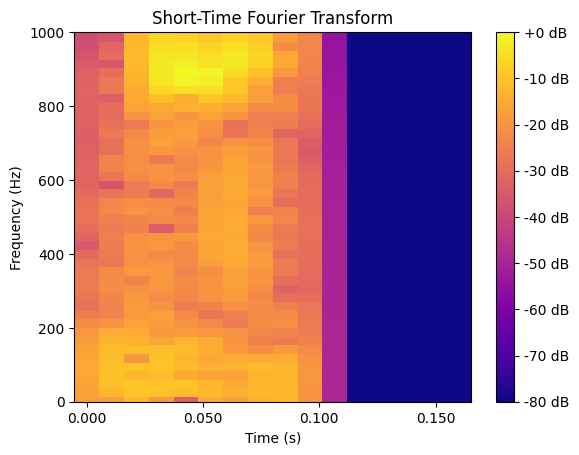 Short-Time Fourier Transform
Frequency (Hz)
1000
800
600
400
200
0
0.000
0.050
0.100
0.150
Time (s)
+0 dB
-10 dB
-20 dB
-30 dB
-40 dB
-50 dB
-60 dB
-70 dB
-80 dB